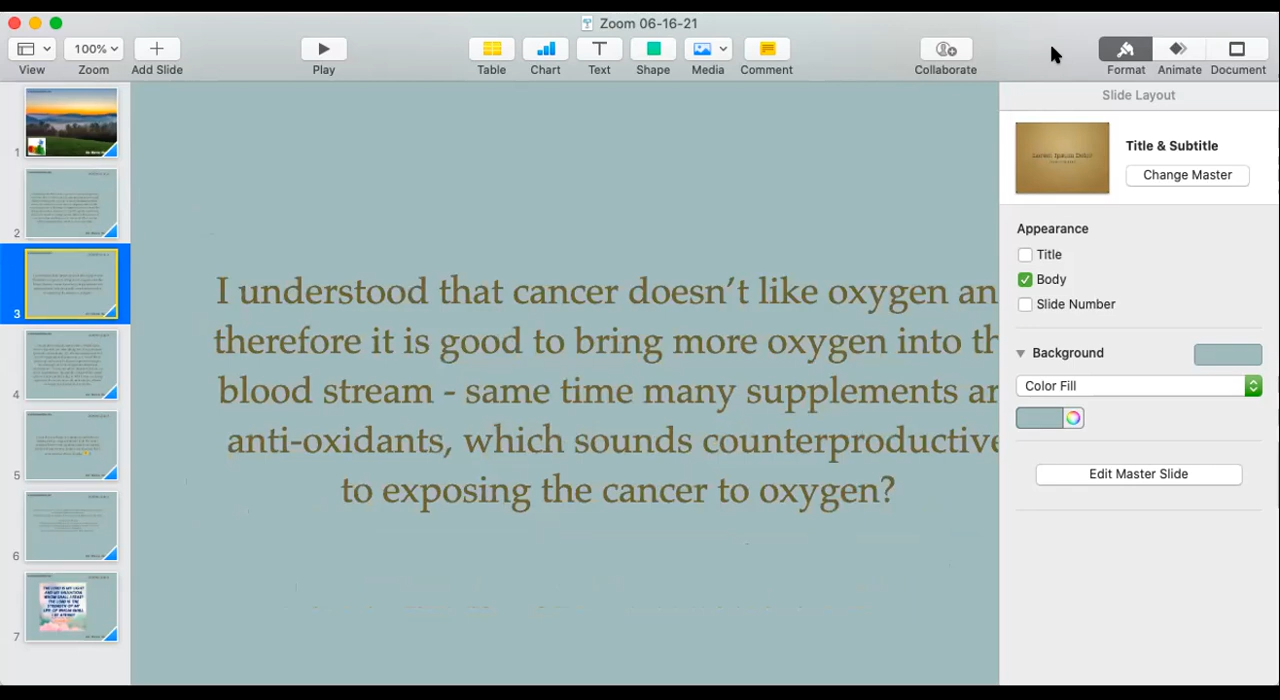 Zoom 06-16-21
100%
View
Zoom
Add Slide
Play
Table
Chart
Text
Shape
Media
Comment
Collaborate
Format
Animate
Document
1
2
3
4
5
6
7
I understood that cancer doesn’t like oxygen an
therefore it is good to bring more oxygen into th
blood stream - same time many supplements ar
anti-oxidants, which sounds counterproductive
to exposing the cancer to oxygen?
Slide Layout
Title & Subtitle
Change Master
Appearance
Title
Body
Slide Number
Background
Color Fill
Edit Master Slide